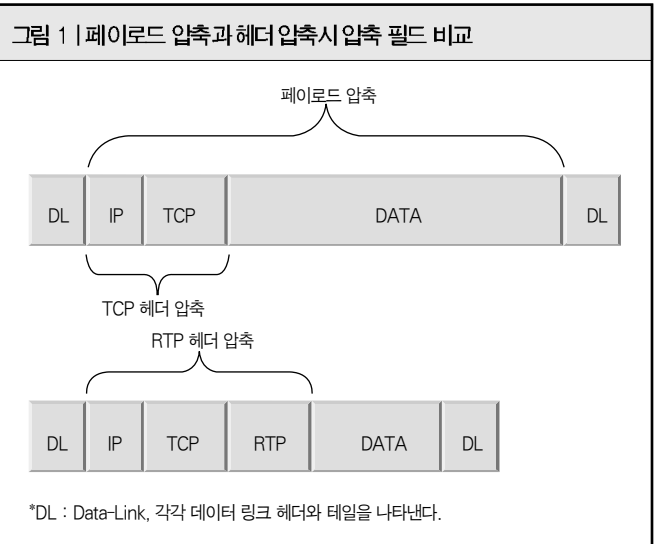 그림 1 | 페이로드 압축과 헤더 압축시 압축 필드 비교
페이로드 압축
DL IP TCP DATA DL
TCP 헤더 압축
RTP 헤더 압축
DL IP TCP RTP DATA DL
*DL : Data-Link, 각각 데이터 링크 헤더와 테일을 나타낸다.